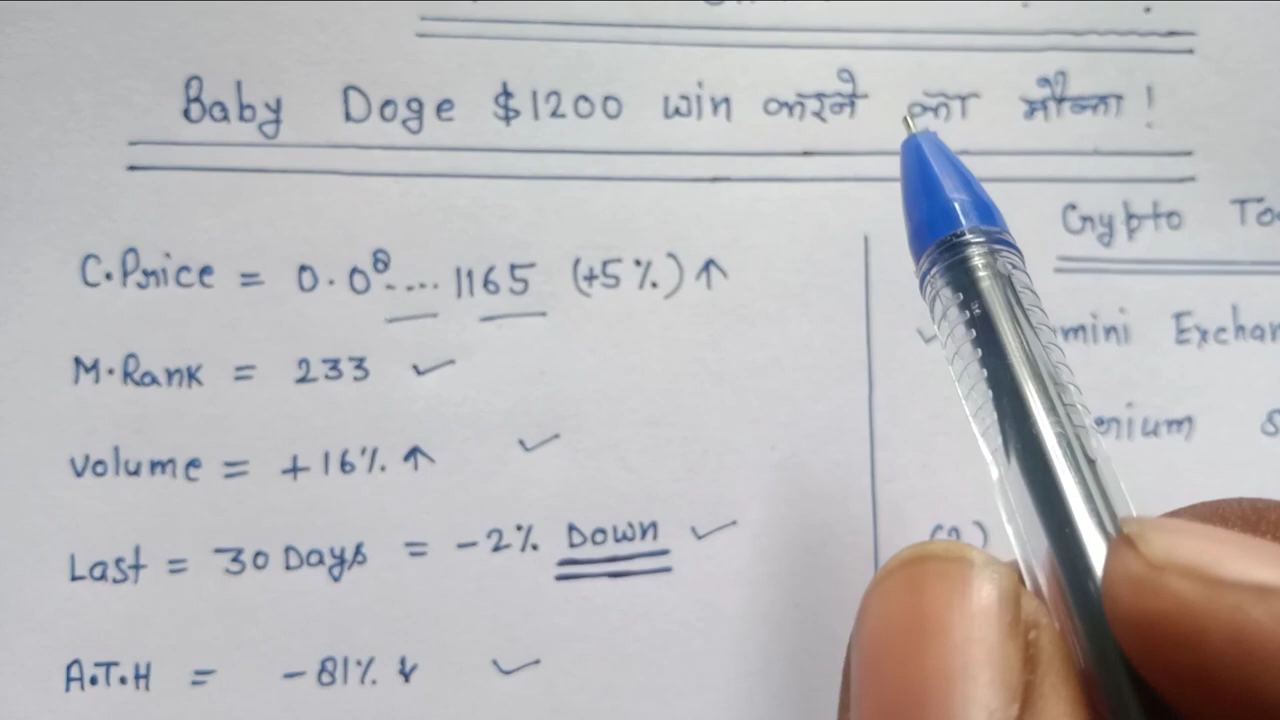 Baby Doge $1200 win करने का मौका !
C.Price = 0.0⁸.... 1165 (+5%) ↑
M.Rank = 233 ✓
Volume = +16% ↑ ✓
Last = 30 Days = -2% Down ✓
A.T.H = -81% ↓ ✓
Crypto
mini
(2)